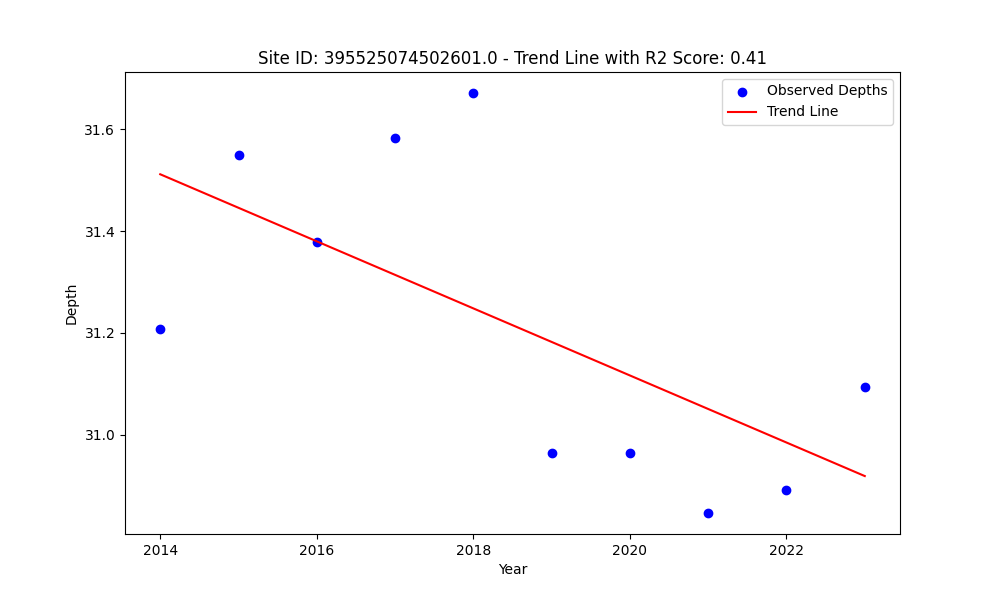 Site ID: 395525074502601.0 - Trend Line with R2 Score: 0.41
Observed Depths
Trend Line
31.6
31.4
31.2
31.0
Depth
2014
2016
2018
2020
2022
Year